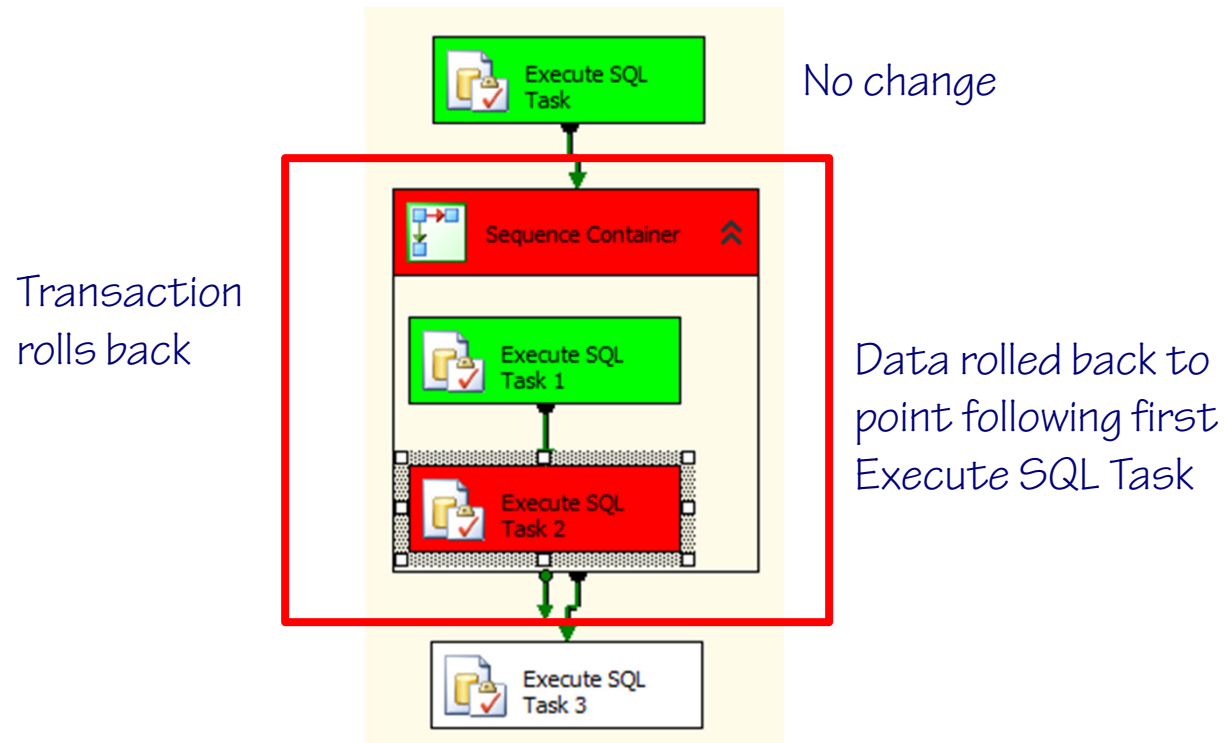 Execute SQL
Task
No change
Sequence Container
Transaction
rolls back
Execute SQL
Task 1
Data rolled back to
point following first
Execute SQL Task
Execute SQL
Task 2
Execute SQL
Task 3